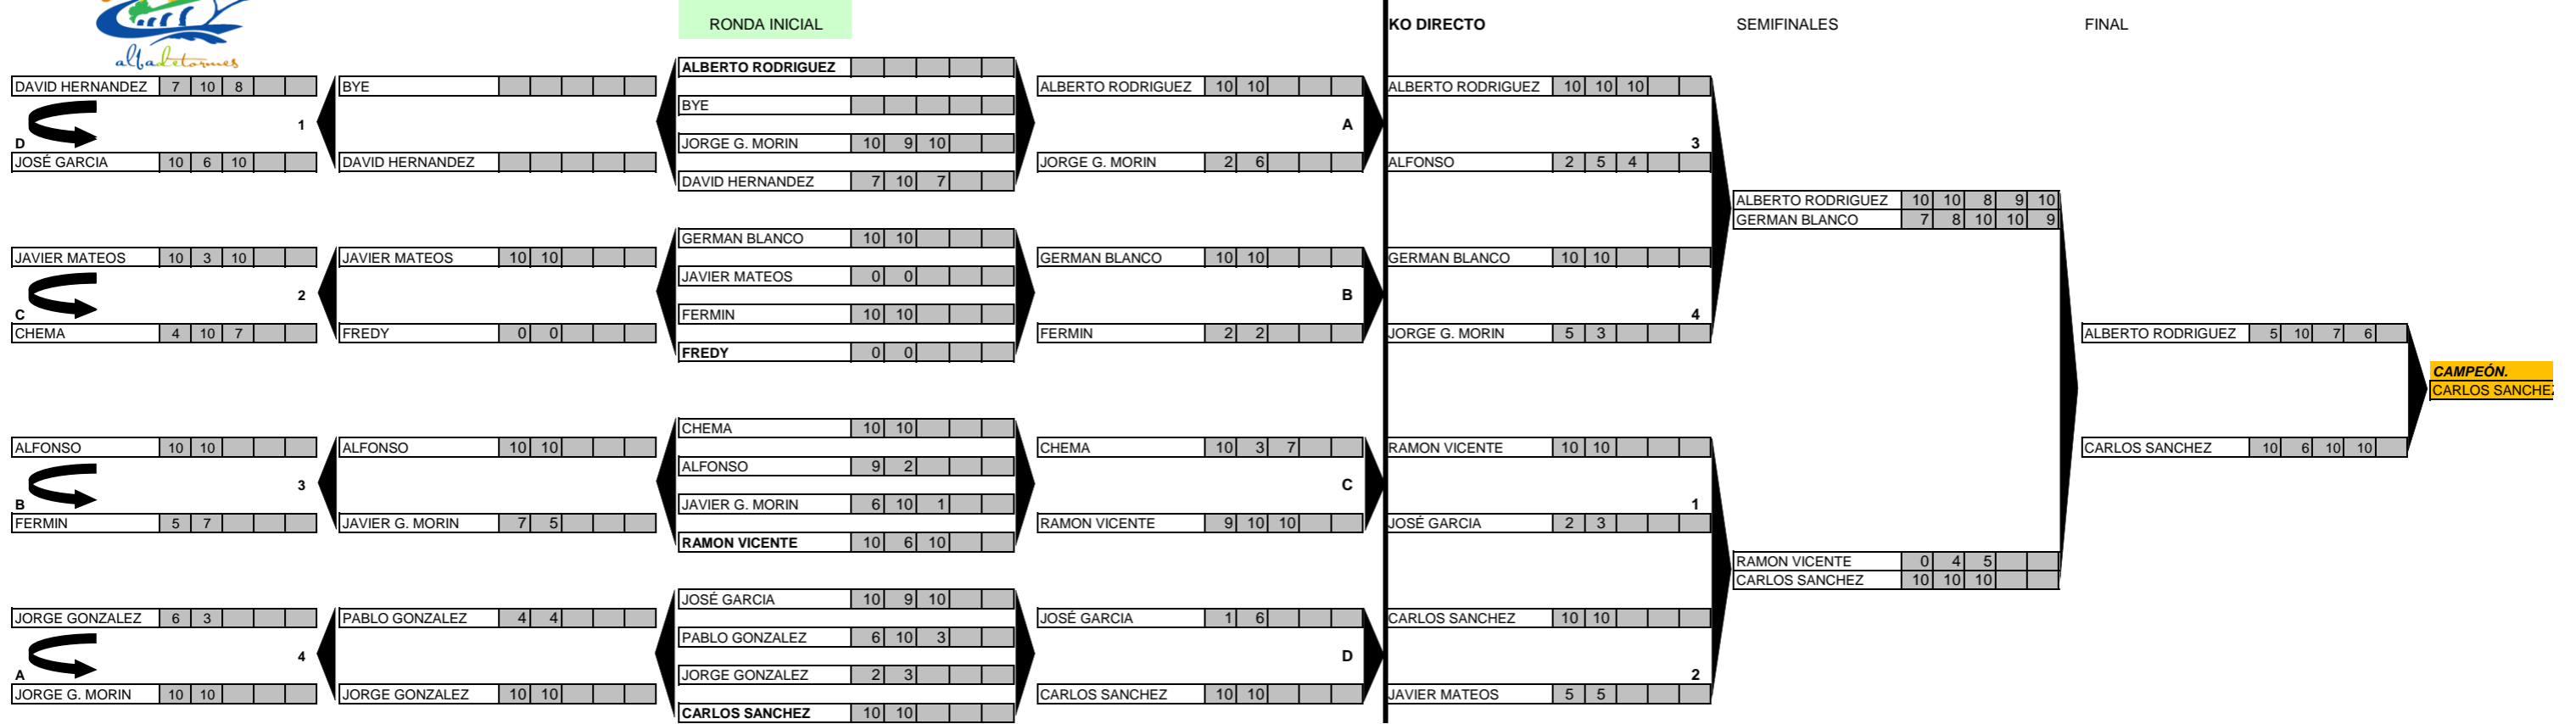 RONDA INICIAL KO DIRECTO SEMIFINALES FINAL
albadetormes
ALBERTO RODRIGUEZ
DAVID HERNANDEZ 7 10 8 BYE ALBERTO RODRIGUEZ 10 10 ALBERTO RODRIGUEZ 10 10 10
BYE
1 A
D JORGE G. MORIN 10 9 10 3
JOSÉ GARCIA 10 6 10 DAVID HERNANDEZ JORGE G. MORIN 2 6 ALFONSO 2 5 4
DAVID HERNANDEZ 7 10 7
ALBERTO RODRIGUEZ 10 10 8 9 10
GERMAN BLANCO 7 8 10 10 9
GERMAN BLANCO 10 10
JAVIER MATEOS 10 3 10 JAVIER MATEOS 10 10 GERMAN BLANCO 10 10 GERMAN BLANCO 10 10
JAVIER MATEOS 0 0
2 B
C FERMIN 10 10 4
CHEMA 4 10 7 FREDY 0 0 FERMIN 2 2 JORGE G. MORIN 5 3 ALBERTO RODRIGUEZ 5 10 7 6
FREDY 0 0
CAMPEÓN.
CARLOS SANCHEZ
CHEMA 10 10
ALFONSO 10 10 ALFONSO 10 10 CHEMA 10 3 7 RAMON VICENTE 10 10 CARLOS SANCHEZ 10 6 10 10
ALFONSO 9 2
3 C
B JAVIER G. MORIN 6 10 1 1
FERMIN 5 7 JAVIER G. MORIN 7 5 RAMON VICENTE 9 10 10 JOSÉ GARCIA 2 3
RAMON VICENTE 10 6 10
RAMON VICENTE 0 4 5
CARLOS SANCHEZ 10 10 10
JOSÉ GARCIA 10 9 10
JORGE GONZALEZ 6 3 PABLO GONZALEZ 4 4 JOSÉ GARCIA 1 6 CARLOS SANCHEZ 10 10
PABLO GONZALEZ 6 10 3
4 D
A JORGE GONZALEZ 2 3 2
JORGE G. MORIN 10 10 JORGE GONZALEZ 10 10 CARLOS SANCHEZ 10 10 JAVIER MATEOS 5 5
CARLOS SANCHEZ 10 10